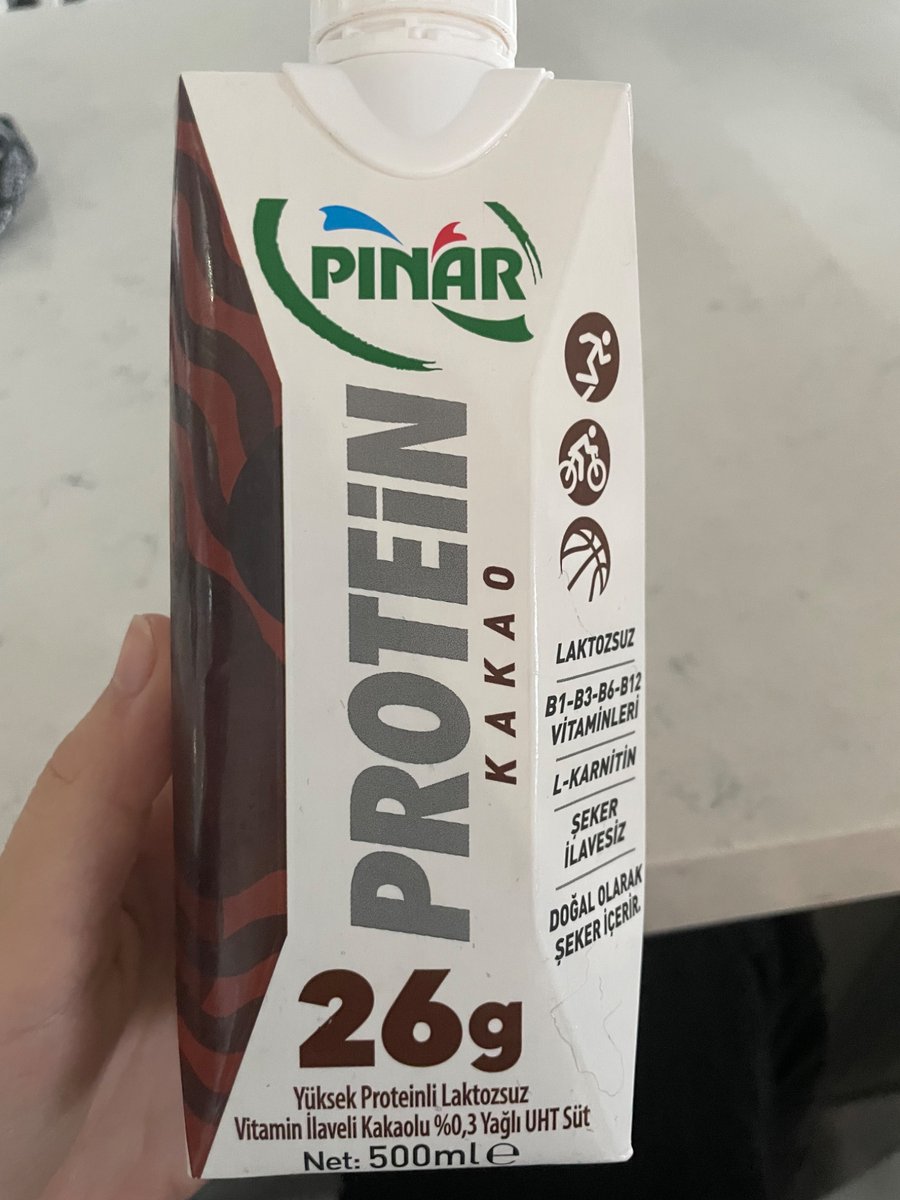 PINAR
PROTEİN
KAKAO
LAKTOZSUZ
B1-B3-B6-B12
VİTAMİNLERİ
L-KARNİTİN
ŞEKER
İLAVESİZ
DOĞAL OLARAK
ŞEKER İÇERİR.
26g
Yüksek Proteinli Laktozsuz
Vitamin İlaveli Kakaolu %0,3 Yağlı UHT Süt
Net: 500ml e